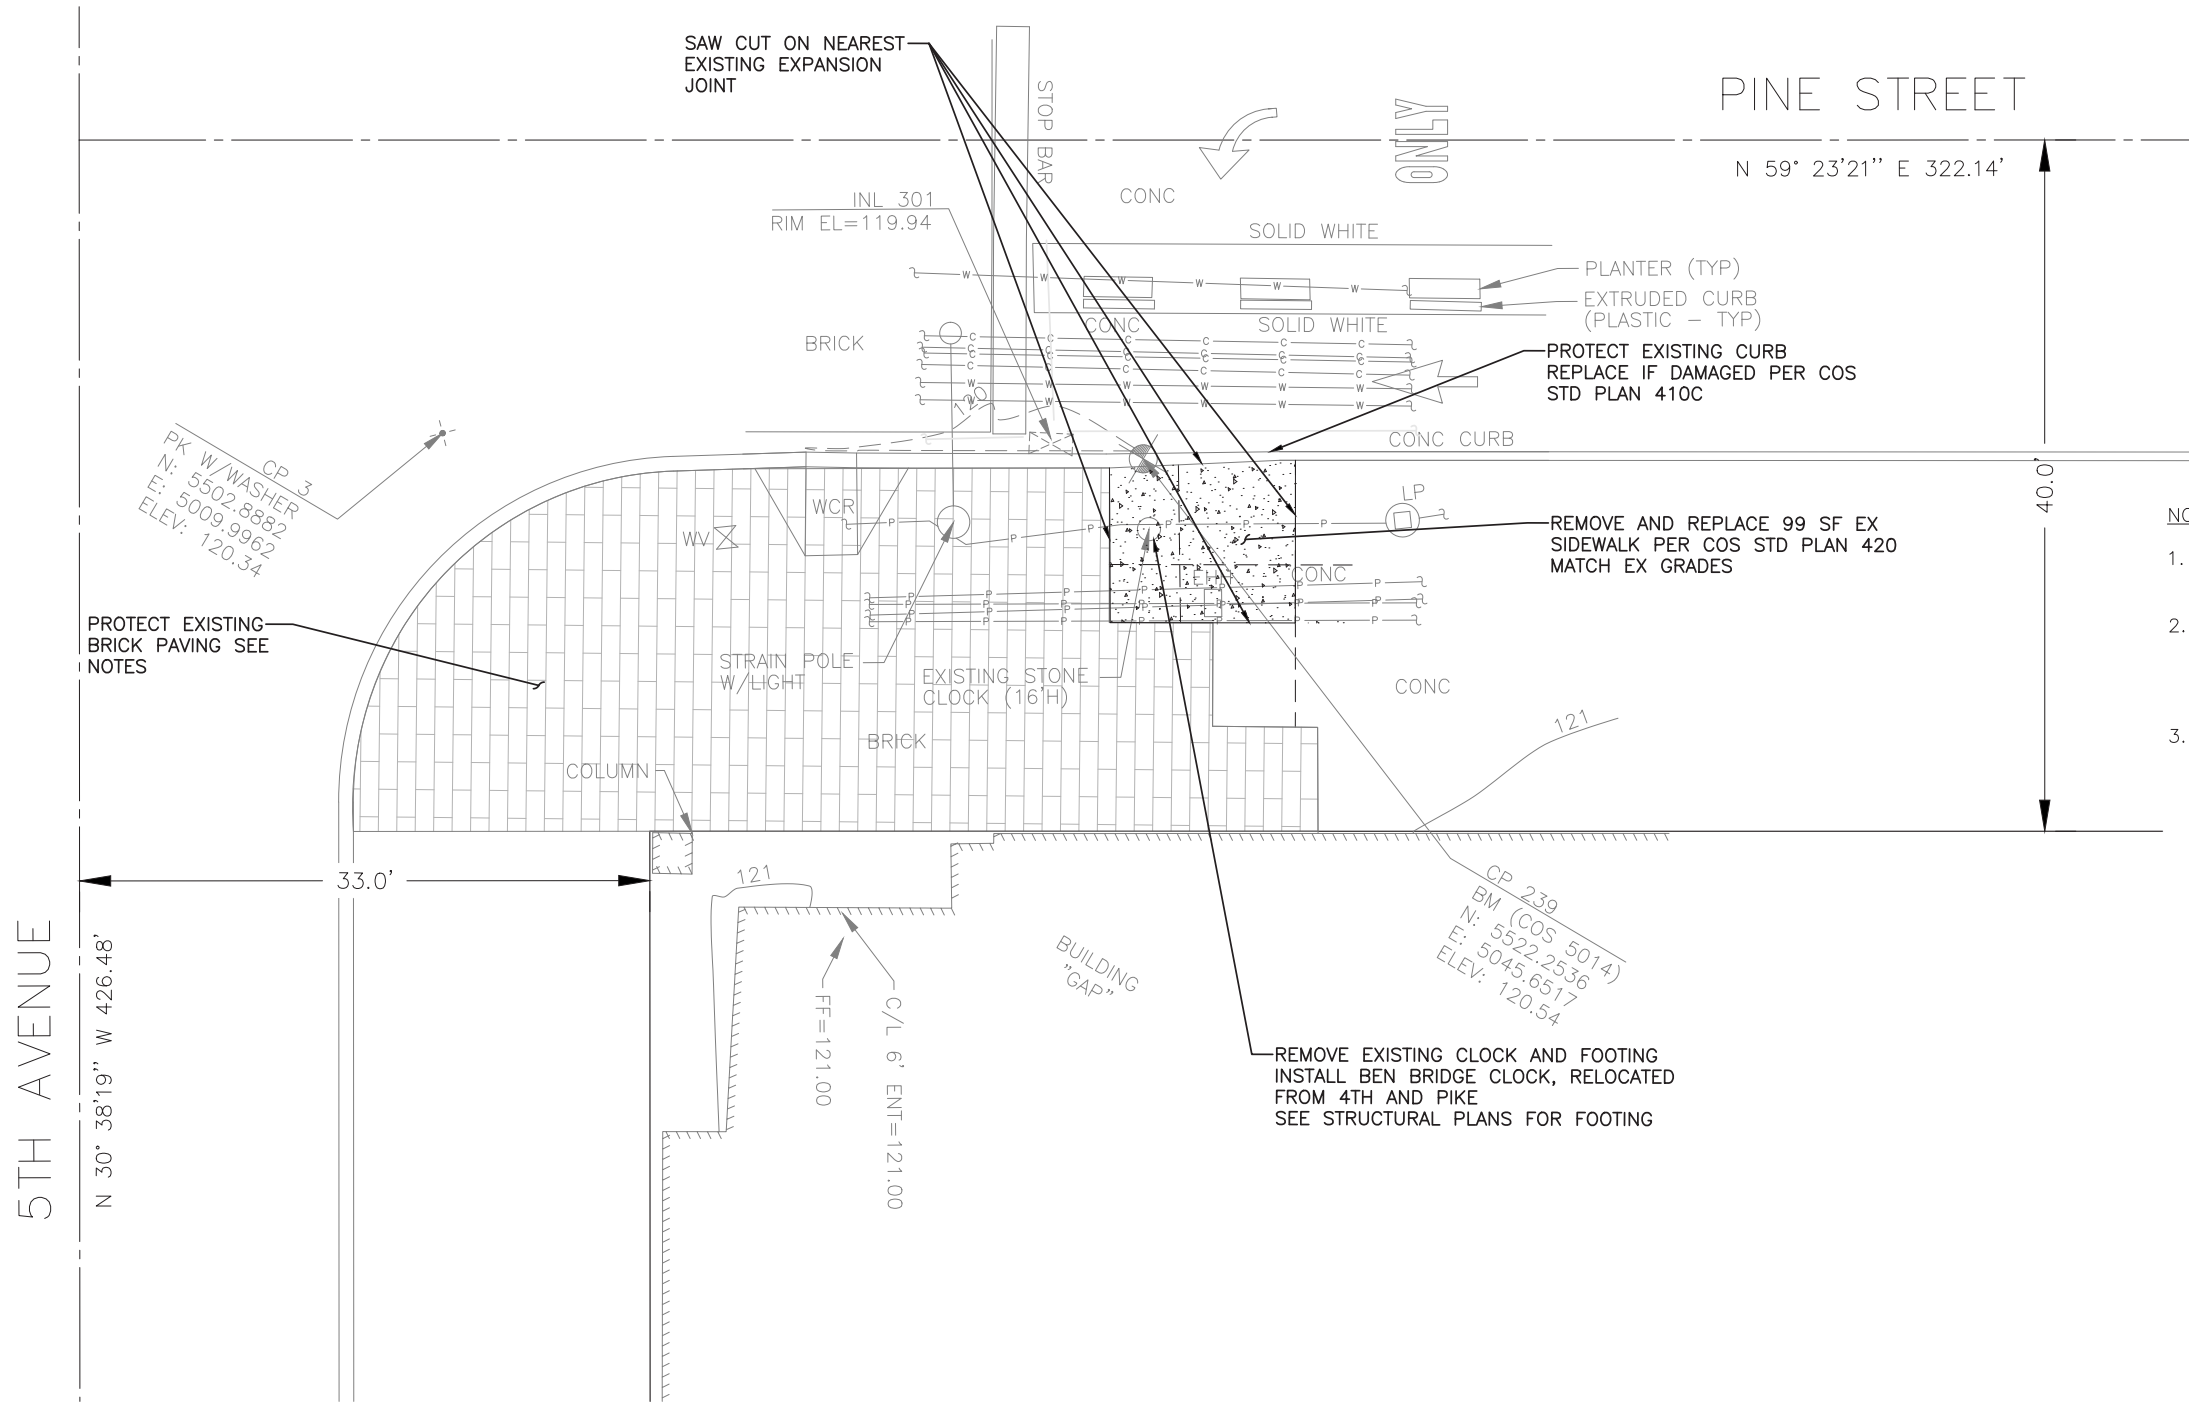 SAW CUT ON NEAREST
EXISTING EXPANSION
JOINT
STOP BAR
ONLY
PINE STREET
N 59° 23'21'' E 322.14'
CONC
INL 301
RIM EL=119.94
SOLID WHITE
PLANTER (TYP)
EXTRUDED CURB
(PLASTIC - TYP)
CONC
SOLID WHITE
BRICK
PROTECT EXISTING CURB
REPLACE IF DAMAGED PER COS
STD PLAN 410C
120
CONC CURB
CP 3
PK W/WASHER
N: 5502.8882
E: 5009.9962
ELEV: 120.34
40.0'
WCR
WV
LP
NO
REMOVE AND REPLACE 99 SF EX
SIDEWALK PER COS STD PLAN 420
MATCH EX GRADES
1.
CONC
PROTECT EXISTING
BRICK PAVING SEE
NOTES
2.
STRAIN POLE
W/LIGHT
EXISTING STONE
CLOCK (16'H)
CONC
121
3.
BRICK
COLUMN
33.0'
121
CP 239
BM (COS 5014)
N: 5522.2536
E: 5045.6517
ELEV: 120.54
BUILDING
"GAP"
FF=121.00
C/L 6' ENT=121.00
5TH AVENUE
N 30° 38'19'' W 426.48'
REMOVE EXISTING CLOCK AND FOOTING
INSTALL BEN BRIDGE CLOCK, RELOCATED
FROM 4TH AND PIKE
SEE STRUCTURAL PLANS FOR FOOTING